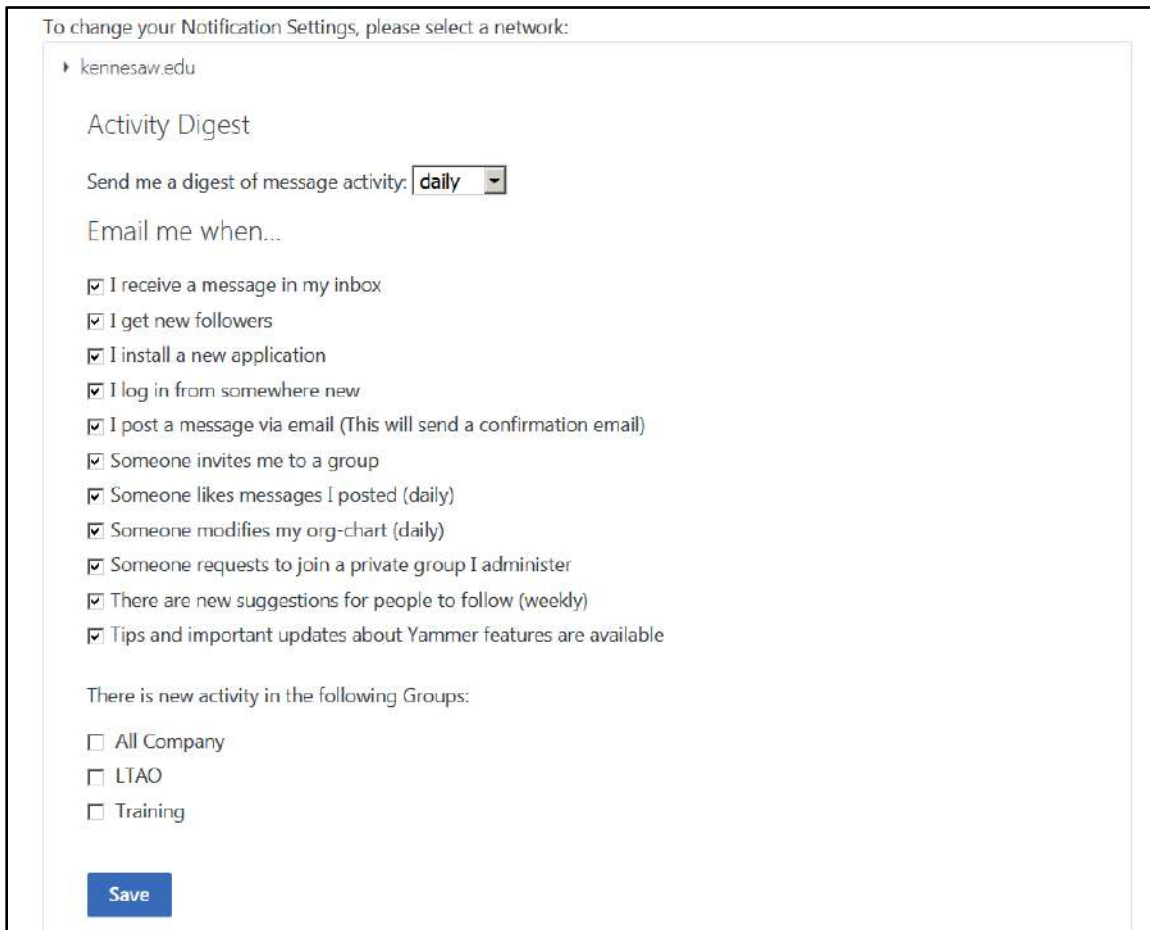 To change your Notification Settings, please select a network:
kennesaw.edu
Activity Digest
Send me a digest of message activity: daily
Email me when...
I receive a message in my inbox
I get new followers
I install a new application
I log in from somewhere new
I post a message via email (This will send a confirmation email)
Someone invites me to a group
Someone likes messages I posted (daily)
Someone modifies my org-chart (daily)
Someone requests to join a private group I administer
There are new suggestions for people to follow (weekly)
Tips and important updates about Yammer features are available
There is new activity in the following Groups:
All Company
LTAO
Training
Save